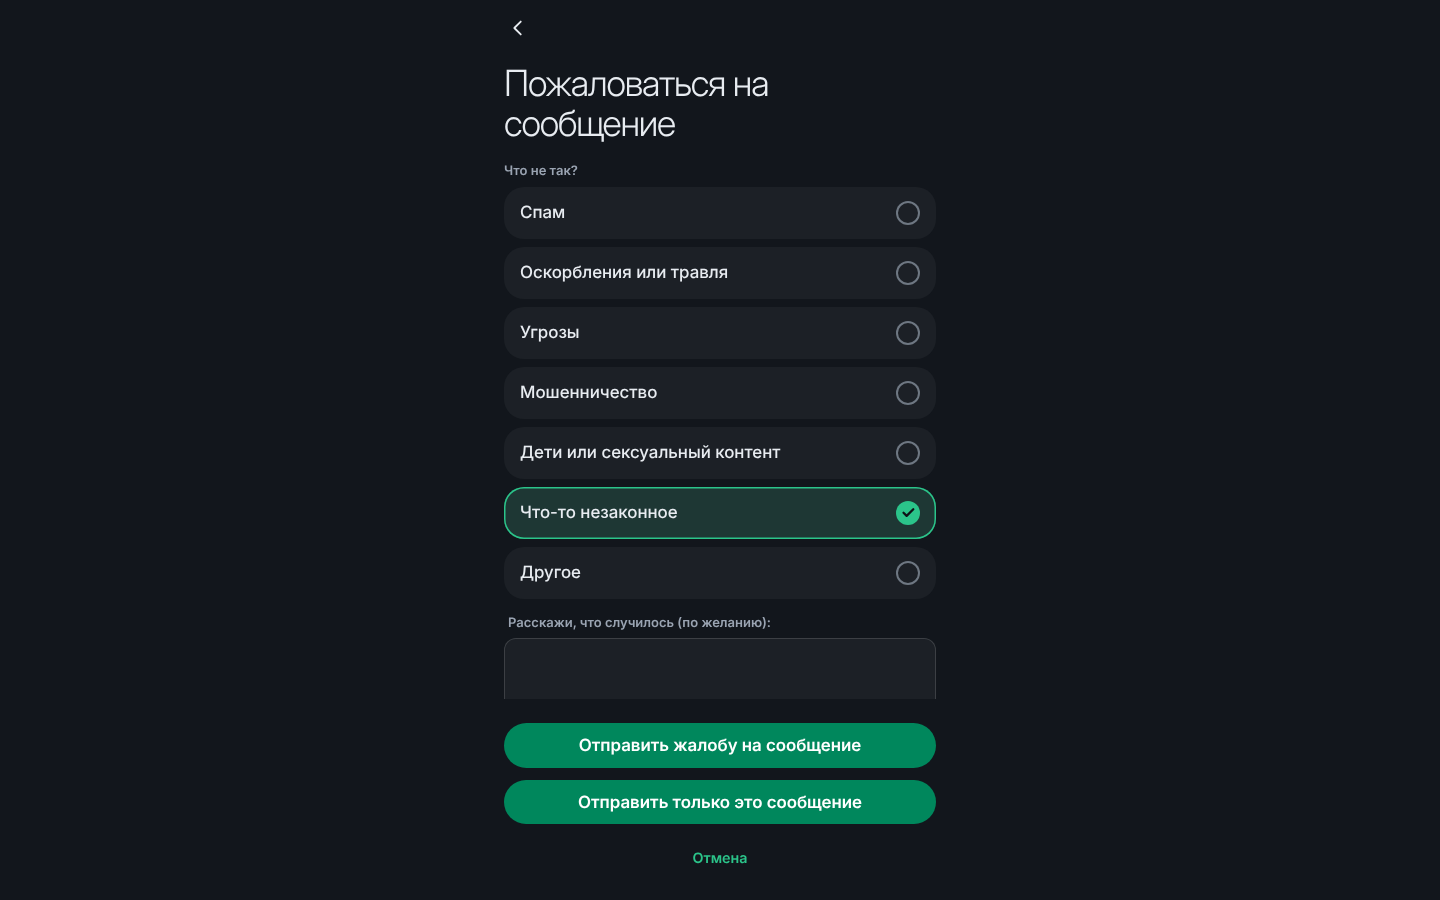 Пожаловаться на
сообщение
Что не так?
Спам
Оскорбления или травля
Угрозы
Мошенничество
Дети или сексуальный контент
Что-то незаконное
Другое
Расскажи, что случилось (по желанию):
Отправить жалобу на сообщение
Отправить только это сообщение
Отмена